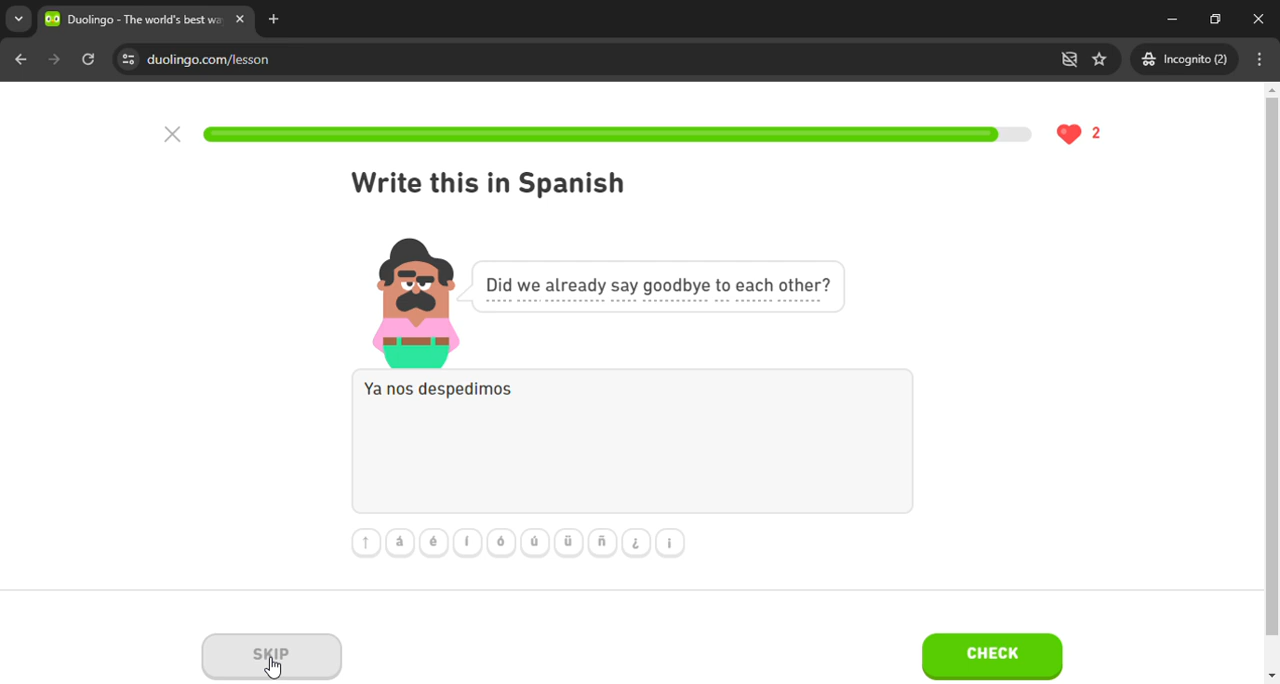 Duolingo - The world's best wa
duolingo.com/lesson
Incognito (2)
2
Write this in Spanish
Did we already say goodbye to each other?
Ya nos despedimos
↑ á é í ó ú ü ñ ¿ ¡
SKIP
CHECK